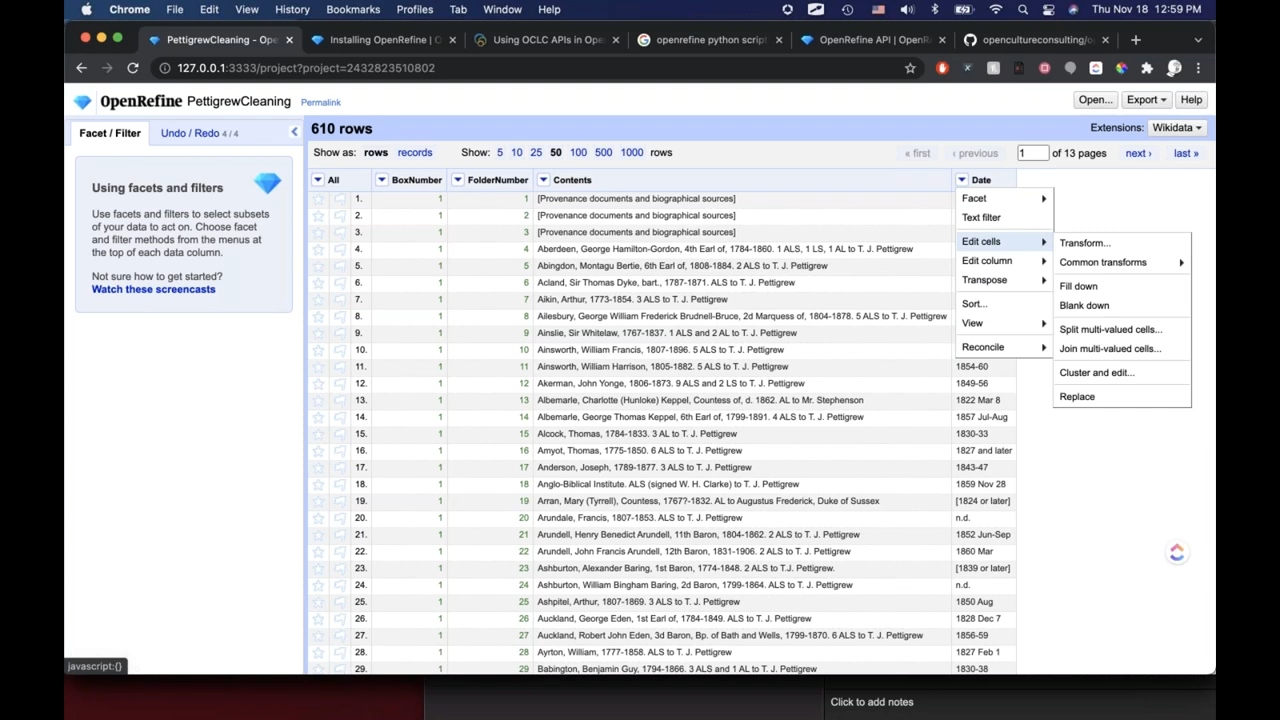 Chrome File Edit View History Bookmarks Profiles Tab Window Help Thu Nov 18 12:59 PM
PettigrewCleaning - Ope Installing OpenRefine | O Using OCLC APIs in Open openrefine python script OpenRefine API | OpenRe opencultureconsulting/op
127.0.0.1:3333/project?project=2432823510802
OpenRefine PettigrewCleaning Permalink Open... Export Help
Facet / Filter Undo / Redo 4 / 4 610 rows Extensions: Wikidata
Show as: rows records Show: 5 10 25 50 100 500 1000 rows « first ‹ previous 1 of 13 pages next › last »
Using facets and filters
Use facets and filters to select subsets
of your data to act on. Choose facet
and filter methods from the menus at
the top of each data column.
Not sure how to get started?
Watch these screencasts
All BoxNumber FolderNumber Contents Date
1. 1 1 [Provenance documents and biographical sources]
2. 1 2 [Provenance documents and biographical sources]
3. 1 3 [Provenance documents and biographical sources]
4. 1 4 Aberdeen, George Hamilton-Gordon, 4th Earl of, 1784-1860. 1 ALS, 1 LS, 1 AL to T. J. Pettigrew
5. 1 5 Abingdon, Montagu Bertie, 6th Earl of, 1808-1884. 2 ALS to T. J. Pettigrew
6. 1 6 Acland, Sir Thomas Dyke, bart., 1787-1871. ALS to T. J. Pettigrew
7. 1 7 Aikin, Arthur, 1773-1854. 3 ALS to T. J. Pettigrew
8. 1 8 Ailesbury, George William Frederick Brudnell-Bruce, 2d Marquess of, 1804-1878. 5 ALS to T. J. Pettigrew
9. 1 9 Ainslie, Sir Whitelaw, 1767-1837. 1 ALS and 2 AL to T. J. Pettigrew
10. 1 10 Ainsworth, William Francis, 1807-1896. 5 ALS to T. J. Pettigrew
11. 1 11 Ainsworth, William Harrison, 1805-1882. 5 ALS to T. J. Pettigrew 1854-60
12. 1 12 Akerman, John Yonge, 1806-1873. 9 ALS and 2 LS to T. J. Pettigrew 1849-56
13. 1 13 Albemarle, Charlotte (Hunloke) Keppel, Countess of, d. 1862. AL to Mr. Stephenson 1822 Mar 8
14. 1 14 Albemarle, George Thomas Keppel, 6th Earl of, 1799-1891. 4 ALS to T. J. Pettigrew 1857 Jul-Aug
15. 1 15 Alcock, Thomas, 1784-1833. 3 AL to T. J. Pettigrew 1830-33
16. 1 16 Amyot, Thomas, 1775-1850. 6 ALS to T. J. Pettigrew 1827 and later
17. 1 17 Anderson, Joseph, 1789-1877. 3 ALS to T. J. Pettigrew 1843-47
18. 1 18 Anglo-Biblical Institute. ALS (signed W. H. Clarke) to T. J. Pettigrew 1859 Nov 28
19. 1 19 Arran, Mary (Tyrrell), Countess, 1767?-1832. AL to Augustus Frederick, Duke of Sussex [1824 or later]
20. 1 20 Arundale, Francis, 1807-1853. ALS to T. J. Pettigrew n.d.
21. 1 21 Arundell, Henry Benedict Arundell, 11th Baron, 1804-1862. 2 ALS to T. J. Pettigrew 1852 Jun-Sep
22. 1 22 Arundell, John Francis Arundell, 12th Baron, 1831-1906. 2 ALS to T. J. Pettigrew 1860 Mar
23. 1 23 Ashburton, Alexander Baring, 1st Baron, 1774-1848. 2 ALS to T.J. Pettigrew. [1839 or later]
24. 1 24 Ashburton, William Bingham Baring, 2d Baron, 1799-1864. ALS to T. J. Pettigrew n.d.
25. 1 25 Ashpitel, Arthur, 1807-1869. 3 ALS to T. J. Pettigrew 1850 Aug
26. 1 26 Auckland, George Eden, 1st Earl of, 1784-1849. ALS to T. J. Pettigrew 1828 Dec 7
27. 1 27 Auckland, Robert John Eden, 3d Baron, Bp. of Bath and Wells, 1799-1870. 6 ALS to T. J. Pettigrew 1856-59
28. 1 28 Ayrton, William, 1777-1858. ALS to T. J. Pettigrew 1827 Feb 1
29. 1 29 Babington, Benjamin Guy, 1794-1866. 3 ALS and 1 AL to T. J. Pettigrew 1830-38
Facet
Text filter
Edit cells
Edit column
Transpose
Sort...
View
Reconcile
Transform...
Common transforms
Fill down
Blank down
Split multi-valued cells...
Join multi-valued cells...
Cluster and edit...
Replace
javascript:{}
Click to add notes